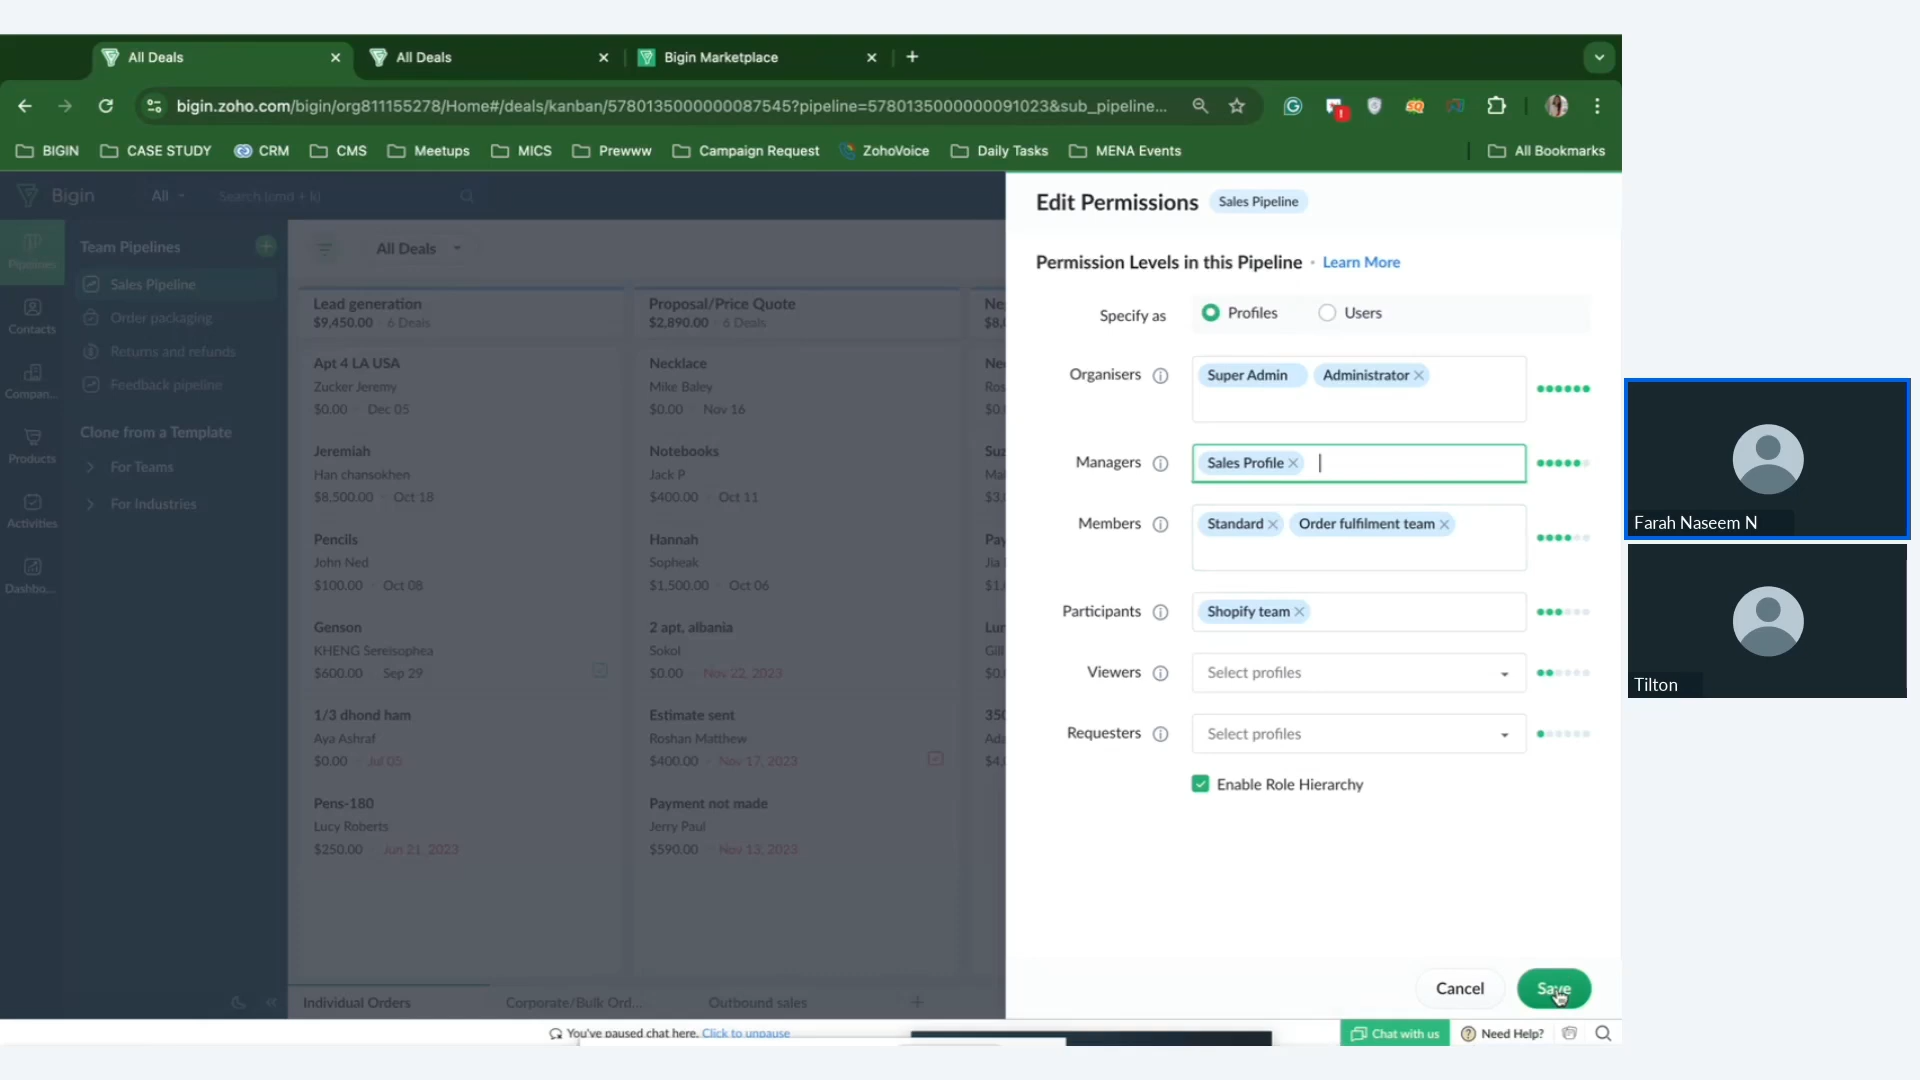 All Deals
All Deals
Bigin Marketplace
bigin.zoho.com/bigin/org811155278/Home#/deals/kanban/5780135000000087545?pipeline=5780135000000091023&sub_pipeline...
BIGIN
CASE STUDY
CRM
CMS
Meetups
MICS
Prewww
Campaign Request
ZohoVoice
Daily Tasks
MENA Events
All Bookmarks
Bigin
All
Search (cmd + k)
Pipelines
Contacts
Compan...
Products
Activities
Dashbo...
Team Pipelines
Sales Pipeline
Order packaging
Returns and refunds
Feedback pipeline
Clone from a Template
For Teams
For Industries
All Deals
Lead generation
$9,450.00 · 6 Deals
Apt 4 LA USA
Zucker Jeremy
$0.00 · Dec 05
Jeremiah
Han chansokhen
$8,500.00 · Oct 18
Pencils
John Ned
$100.00 · Oct 08
Genson
KHENG Sereisophea
$600.00 · Sep 29
1/3 dhond ham
Aya Ashraf
$0.00 · Jul 05
Pens-180
Lucy Roberts
$250.00 · Jun 21, 2023
Proposal/Price Quote
$2,890.00 · 6 Deals
Necklace
Mike Baley
$0.00 · Nov 16
Notebooks
Jack P
$400.00 · Oct 11
Hannah
Sopheak
$1,500.00 · Oct 06
2 apt, albania
Sokol
$0.00 · Nov 22, 2023
Estimate sent
Roshan Matthew
$400.00 · Nov 17, 2023
Payment not made
Jerry Paul
$590.00 · Nov 13, 2023
Individual Orders
Corporate/Bulk Ord...
Outbound sales
Edit Permissions
Sales Pipeline
Permission Levels in this Pipeline · Learn More
Specify as
Profiles
Users
Organisers
Super Admin
Administrator
Managers
Sales Profile
Members
Standard
Order fulfilment team
Participants
Shopify team
Viewers
Select profiles
Requesters
Select profiles
Enable Role Hierarchy
Cancel
Save
You've paused chat here. Click to unpause
Chat with us
Need Help?
Farah Naseem N
Tilton